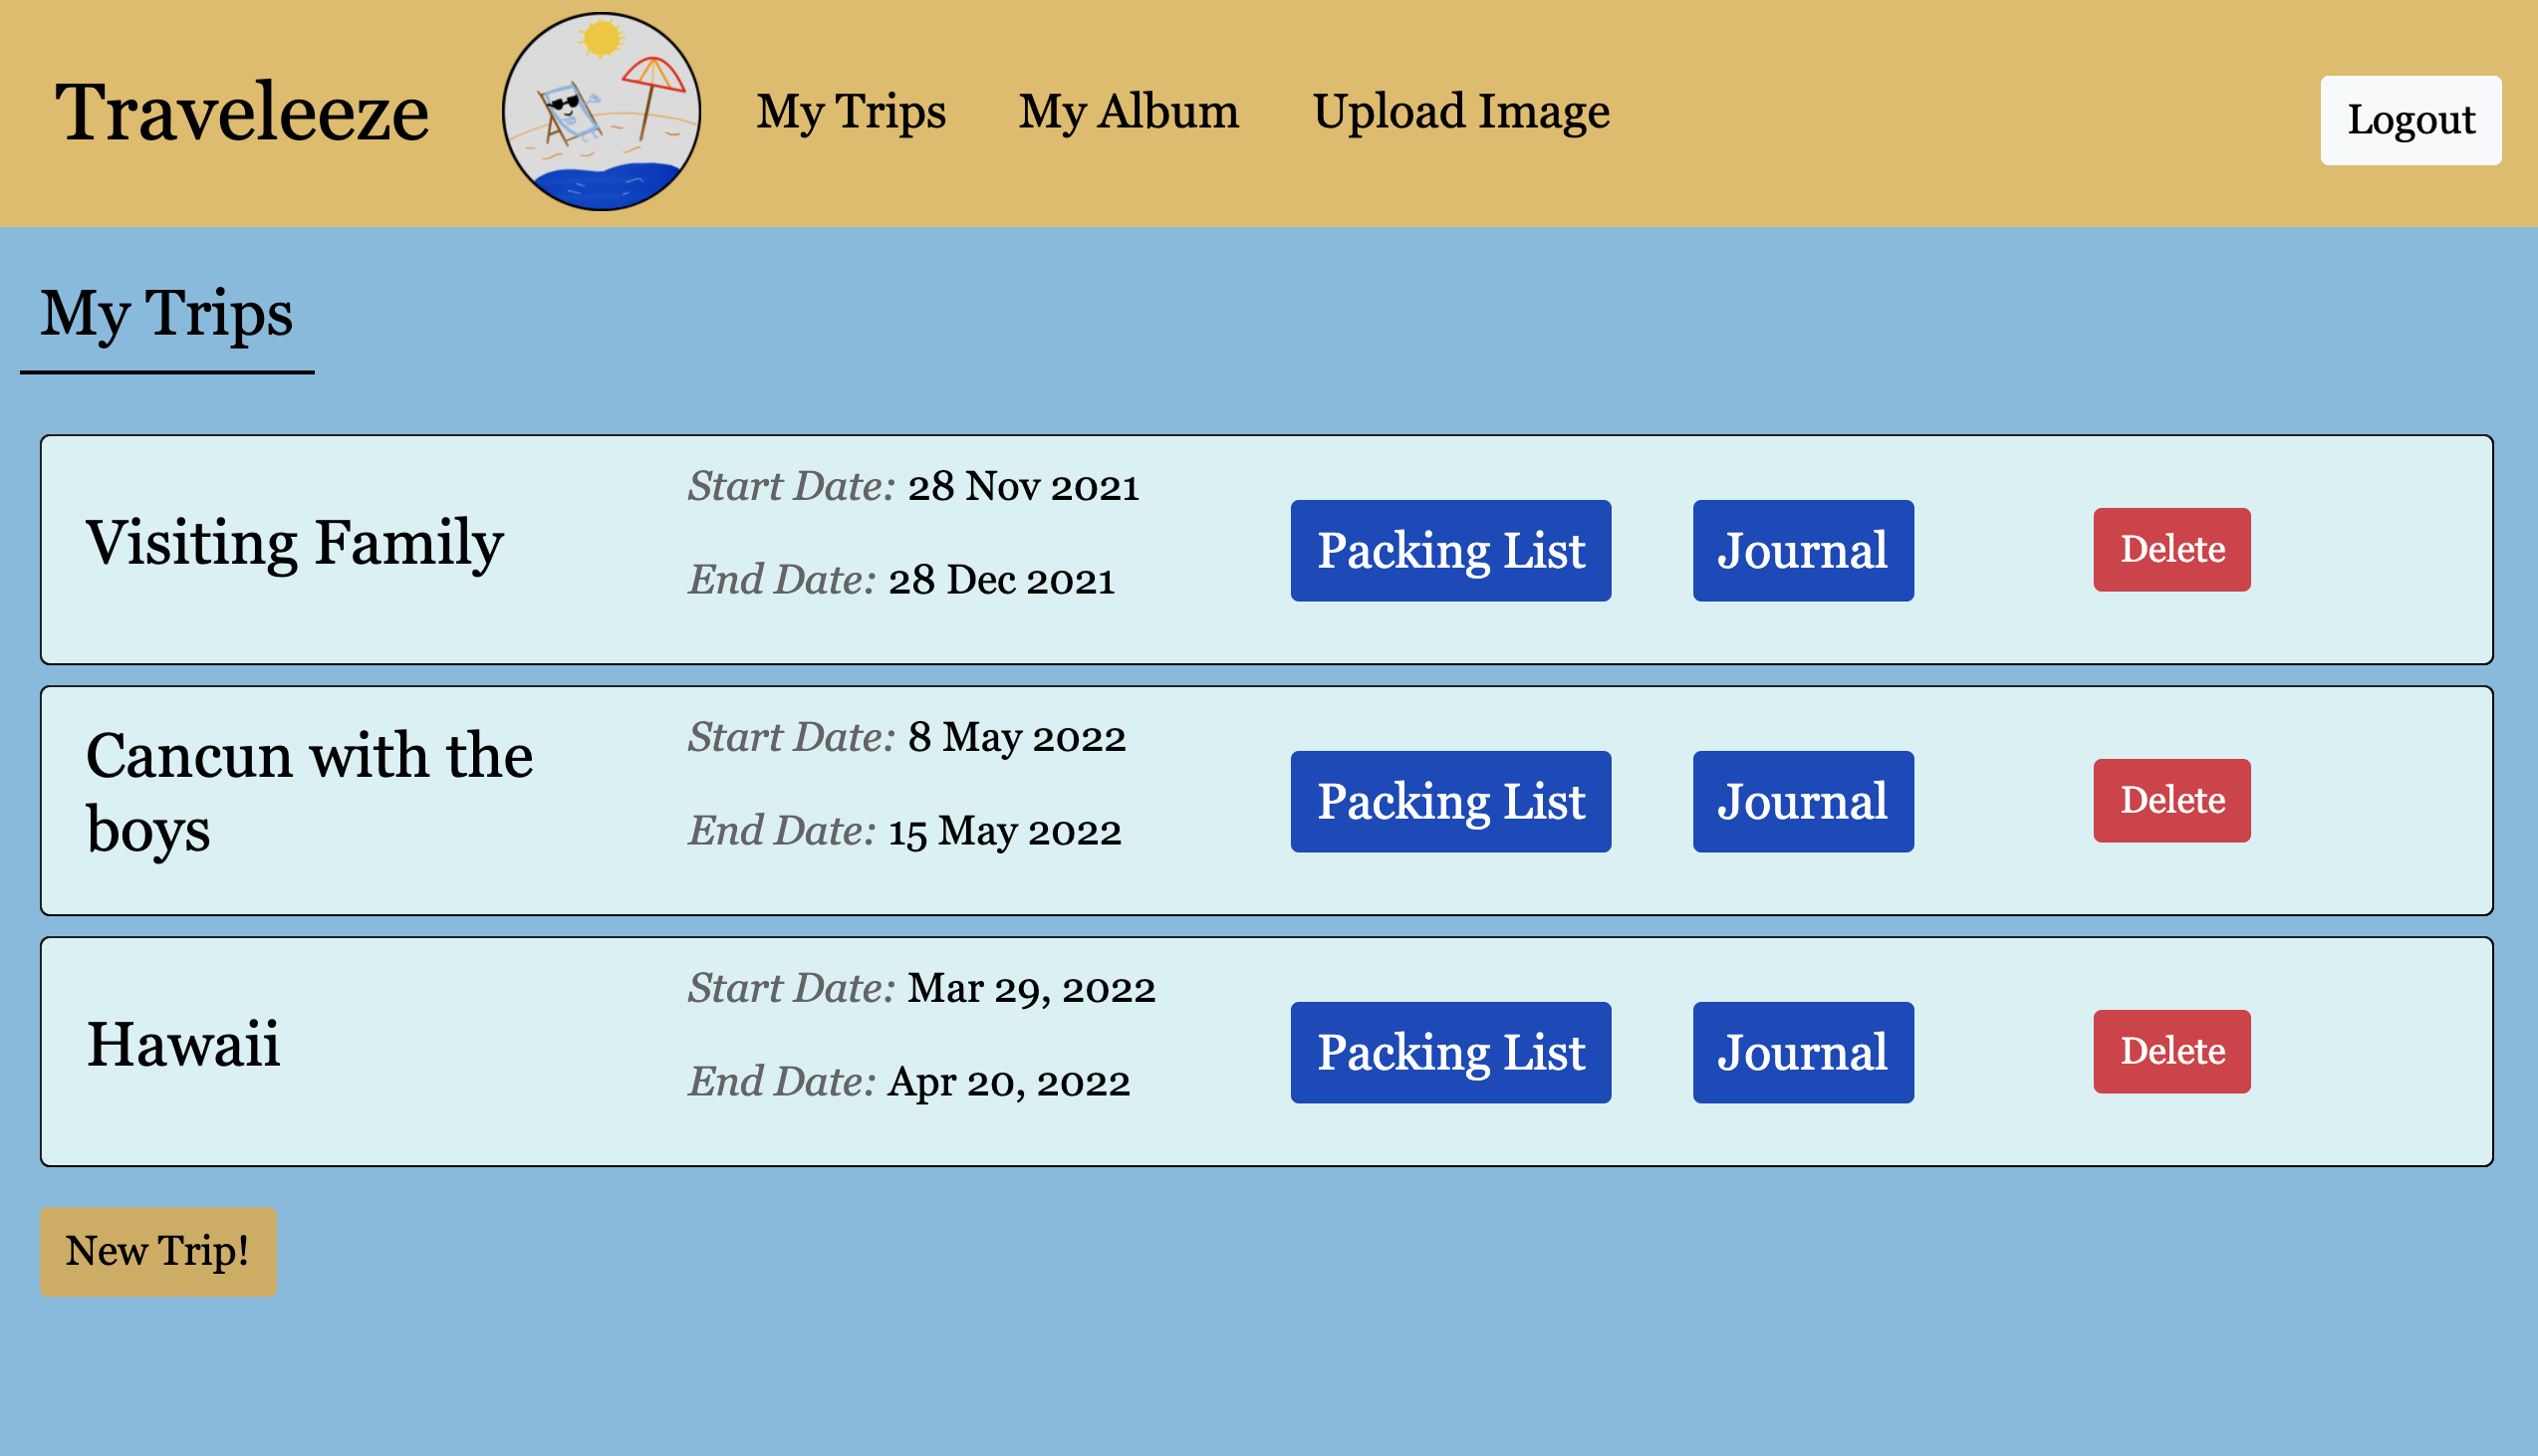 Traveleeze
My Trips
My Album
Upload Image
Logout
My Trips
Visiting Family
Start Date: 28 Nov 2021
End Date: 28 Dec 2021
Packing List
Journal
Delete
Cancun with the
boys
Start Date: 8 May 2022
End Date: 15 May 2022
Packing List
Journal
Delete
Hawaii
Start Date: Mar 29, 2022
End Date: Apr 20, 2022
Packing List
Journal
Delete
New Trip!